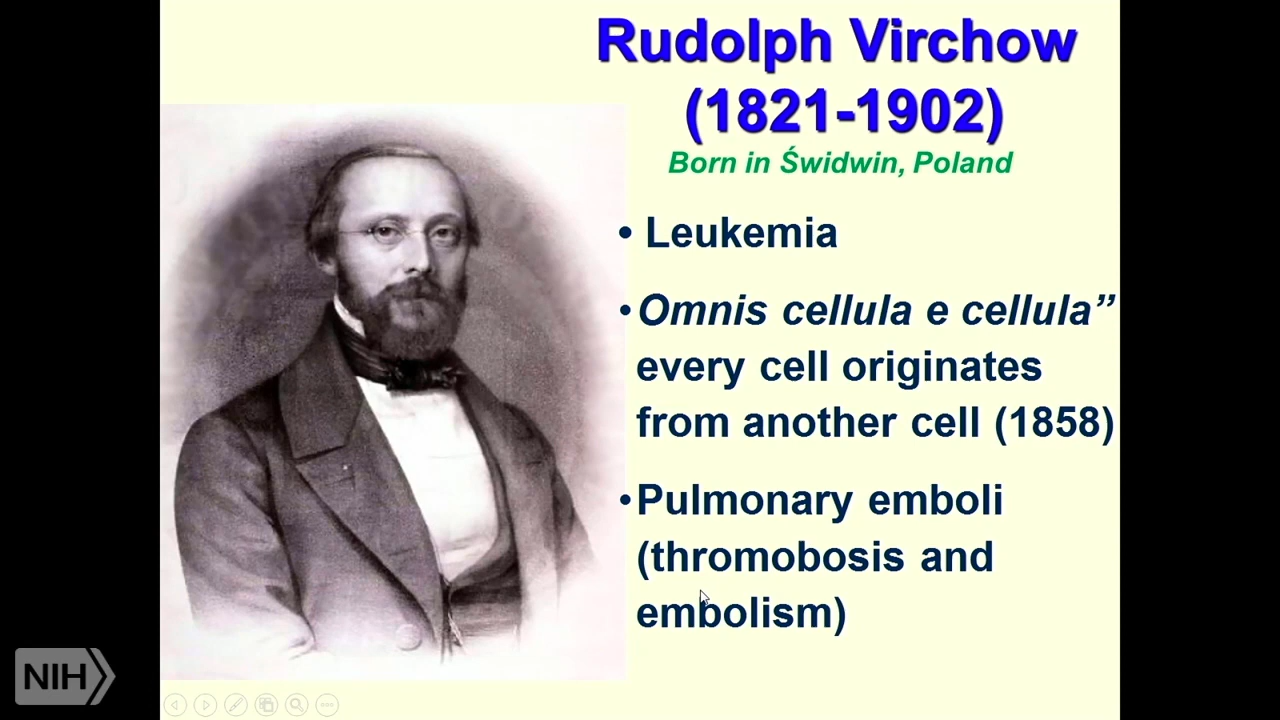 Rudolph Virchow
(1821-1902)
Born in Świdwin, Poland
• Leukemia
• Omnis cellula e cellula”
every cell originates
from another cell (1858)
• Pulmonary emboli
(thromobosis and
embolism)
NIH